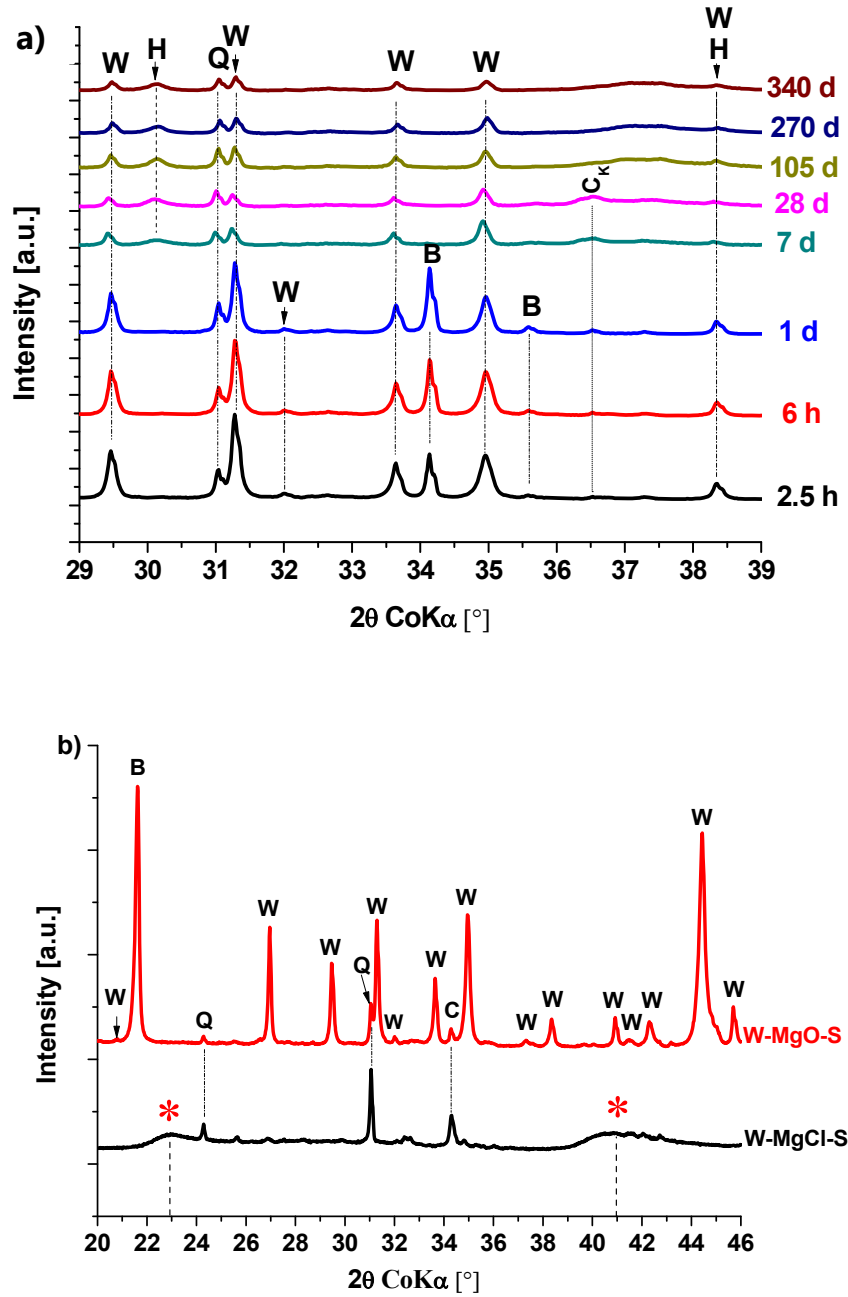 a)
W H Q W W W W H
340 d
270 d
105 d
28 d
C_K
7 d
B
W B
1 d
6 h
2.5 h
Intensity [a.u.]
29 30 31 32 33 34 35 36 37 38 39
2θ CoKα [°]
b)
B
W
W
W W W
W Q W
W Q W C W W W W W W
W-MgO-S
* *
W-MgCl-S
Intensity [a.u.]
20 22 24 26 28 30 32 34 36 38 40 42 44 46
2θ CoKα [°]